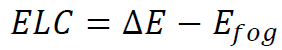 ELC = ΔE − E_fog